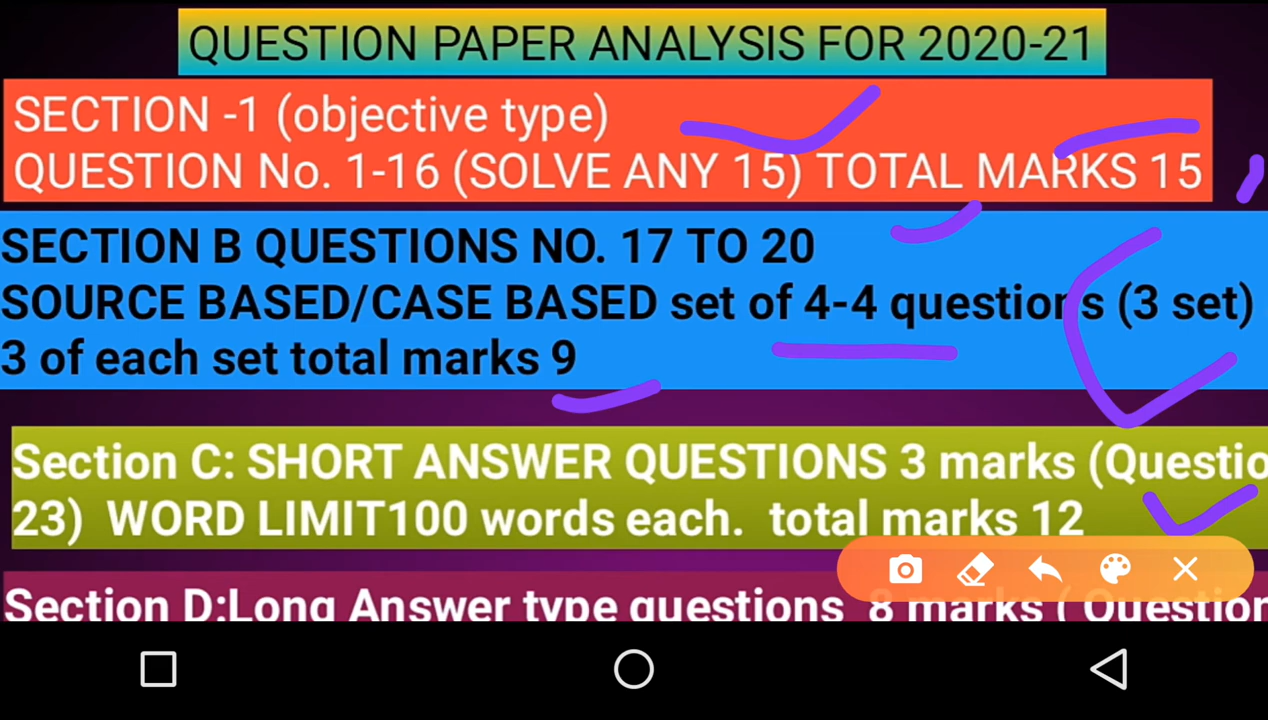 QUESTION PAPER ANALYSIS FOR 2020-21
SECTION -1 (objective type)
QUESTION No. 1-16 (SOLVE ANY 15) TOTAL MARKS 15
SECTION B QUESTIONS NO. 17 TO 20
SOURCE BASED/CASE BASED set of 4-4 questions (3 set)
3 of each set total marks 9
Section C: SHORT ANSWER QUESTIONS 3 marks (Questio
23) WORD LIMIT100 words each. total marks 12
Section D:Long Answer type questions 8 marks ( Question